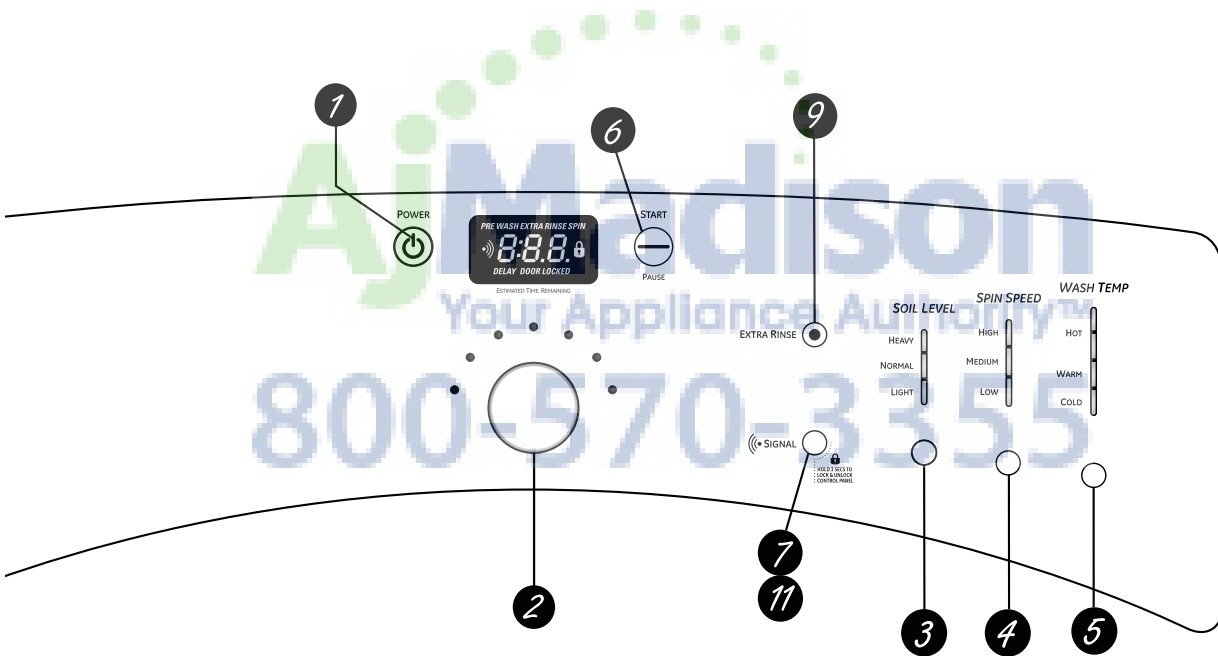 1
6
9
AjMadison
POWER
START
PRE WASH EXTRA RINSE SPIN
8:8.8.
DELAY DOOR LOCKED
PAUSE
ESTIMATED TIME REMAINING
Your Appliance Authority™
WASH TEMP
SPIN SPEED
SOIL LEVEL
EXTRA RINSE
HEAVY
NORMAL
LIGHT
HIGH
MEDIUM
LOW
HOT
WARM
COLD
800-570-3355
SIGNAL
HOLD 3 SECS TO
LOCK & UNLOCK
CONTROL PANEL
7
11
2
3
4
5